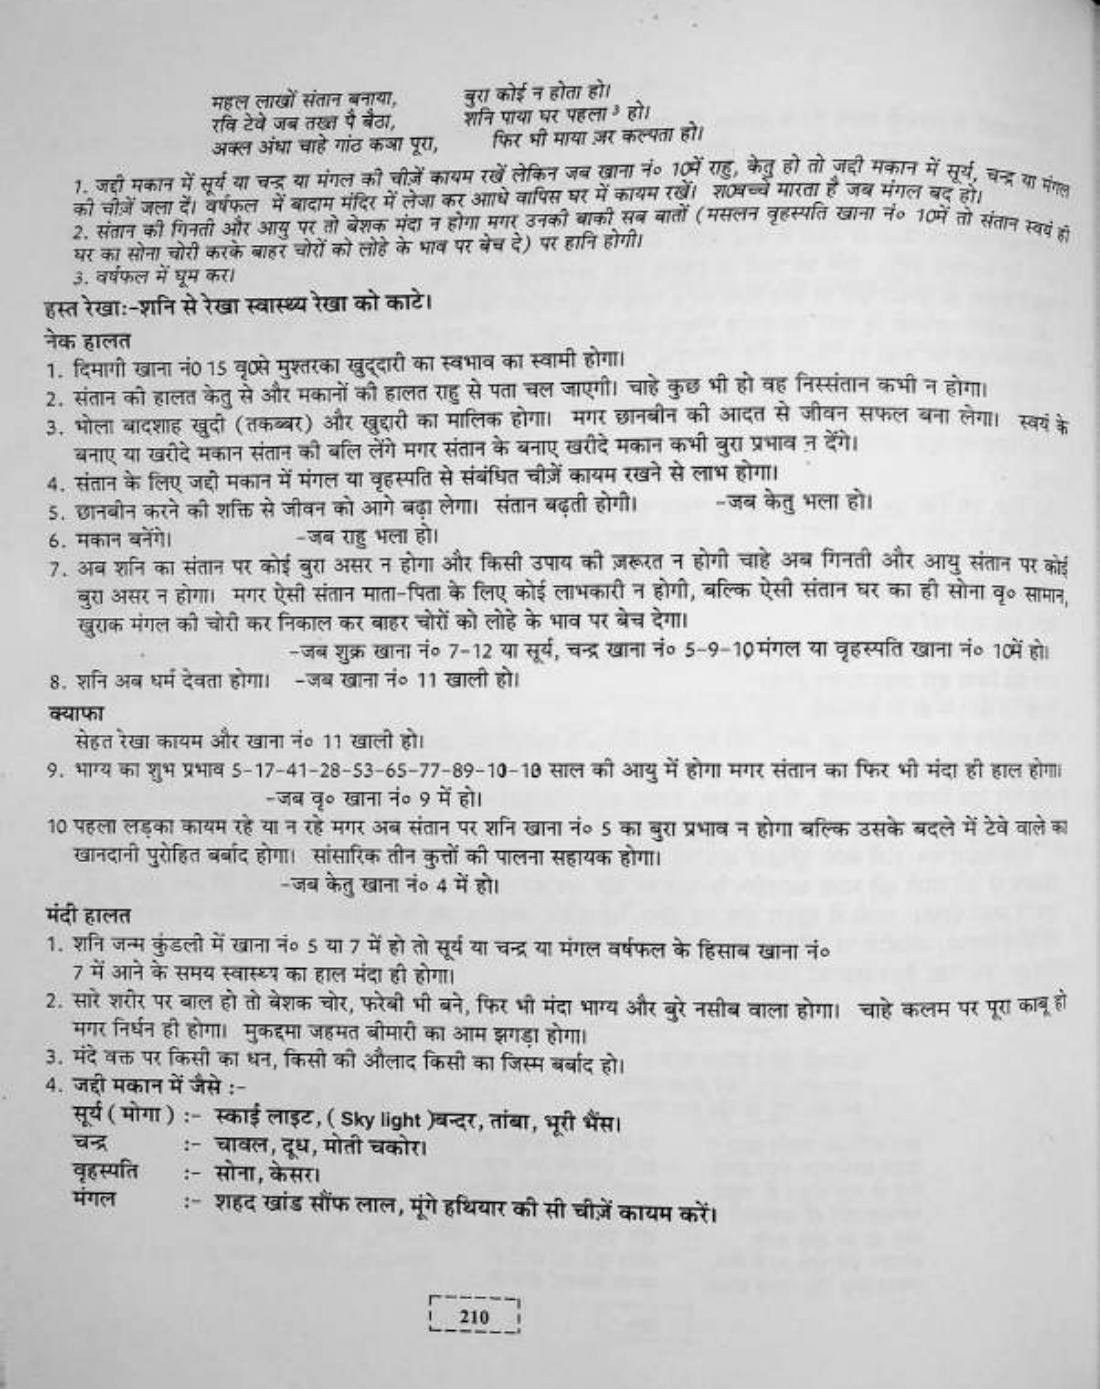 महल लाखों संतान बनाया, बुरा कोई न होता हो।
रवि टेवे जब तख्त पै बैठा, शनि पाया घर पहला ³ हो।
अक्ल अंधा चाहे गांठ कञा पूरा, फिर भी माया ज़र कल्पता हो।
1. जद्दी मकान में सूर्य या चन्द्र या मंगल की चीज़ें कायम रखें लेकिन जब खाना नं० 10में राहु, केतु हो तो जद्दी मकान में सूर्य, चन्द्र या मंगल
की चीज़ें जला दें। वर्षफल में बादाम मंदिर में लेजा कर आाधे वापिस घर में कायम रखें। श०बच्चे मारता है जब मंगल बद हो।
2. संतान की गिनती और आयु पर तो बेशक मंदा न होगा मगर उनकी बाकी सब बातों (मसलन वृहस्पति खाना नं० 10में तो संतान स्वयं ही
घर का सोना चोरी करके बाहर चोरों को लोहे के भाव पर बेच दे) पर हानि होगी।
3. वर्षफल में घूम कर।
हस्त रेखाः-शनि से रेखा स्वास्थ्य रेखा को काटे।
नेक हालत
1. दिमागी खाना नं0 15 वृ०से मुश्तरका खुद्दारी का स्वभाव का स्वामी होगा।
2. संतान की हालत केतु से और मकानों की हालत राहु से पता चल जाएगी। चाहे कुछ भी हो वह निस्संतान कभी न होगा।
3. भोला बादशाह खुदी (तकब्बर) और खुद्दारी का मालिक होगा। मगर छानबीन की आदत से जीवन सफल बना लेगा। स्वयं के
बनाए या खरीदे मकान संतान की बलि लेंगे मगर संतान के बनाए खरीदे मकान कभी बुरा प्रभाव न देंगे।
4. संतान के लिए जद्दी मकान में मंगल या वृहस्पति से संबंधित चीज़ें कायम रखने से लाभ होगा।
5. छानबीन करने की शक्ति से जीवन को आगे बढ़ा लेगा। संतान बढ़ती होगी। -जब केतु भला हो।
6. मकान बनेंगे। -जब राहु भला हो।
7. अब शनि का संतान पर कोई बुरा असर न होगा और किसी उपाय की ज़रूरत न होगी चाहे अब गिनती और आयु संतान पर कोई
बुरा असर न होगा। मगर ऐसी संतान माता-पिता के लिए कोई लाभकारी न होगी, बल्कि ऐसी संतान घर का ही सोना वृ० सामान,
खुराक मंगल की चोरी कर निकाल कर बाहर चोरों को लोहे के भाव पर बेच देगा।
-जब शुक्र खाना नं० 7-12 या सूर्य, चन्द्र खाना नं० 5-9-10 मंगल या वृहस्पति खाना नं० 10में हो।
8. शनि अब धर्म देवता होगा। -जब खाना नं० 11 खाली हो।
क्याफा
सेहत रेखा कायम और खाना नं० 11 खाली हो।
9. भाग्य का शुभ प्रभाव 5-17-41-28-53-65-77-89-10-10 साल की आयु में होगा मगर संतान का फिर भी मंदा ही हाल होगा।
-जब वृ० खाना नं० 9 में हो।
10 पहला लड़का कायम रहे या न रहे मगर अब संतान पर शनि खाना नं० 5 का बुरा प्रभाव न होगा बल्कि उसके बदले में टेवे वाले का
खानदानी पुरोहित बर्बाद होगा। सांसारिक तीन कुत्तों की पालना सहायक होगा।
-जब केतु खाना नं० 4 में हो।
मंदी हालत
1. शनि जन्म कुंडली में खाना नं० 5 या 7 में हो तो सूर्य या चन्द्र या मंगल वर्षफल के हिसाब खाना नं०
7 में आने के समय स्वास्थ्य का हाल मंदा ही होगा।
2. सारे शरीर पर बाल हो तो बेशक चोर, फरेबी भी बने, फिर भी मंदा भाग्य और बुरे नसीब वाला होगा। चाहे कलम पर पूरा काबू हो
मगर निर्धन ही होगा। मुकद्दमा जहमत बीमारी का आम झगड़ा होगा।
3. मंदे वक्त पर किसी का धन, किसी की औलाद किसी का जिस्म बर्बाद हो।
4. जद्दी मकान में जैसे :-
सूर्य ( मोगा ) :- स्काई लाइट, ( Sky light )बन्दर, तांबा, भूरी भैंस।
चन्द्र :- चावल, दूध, मोती चकोर।
वृहस्पति :- सोना, केसर।
मंगल :- शहद खांड सौंफ लाल, मूंगे हथियार की सी चीज़ें कायम करें।
210